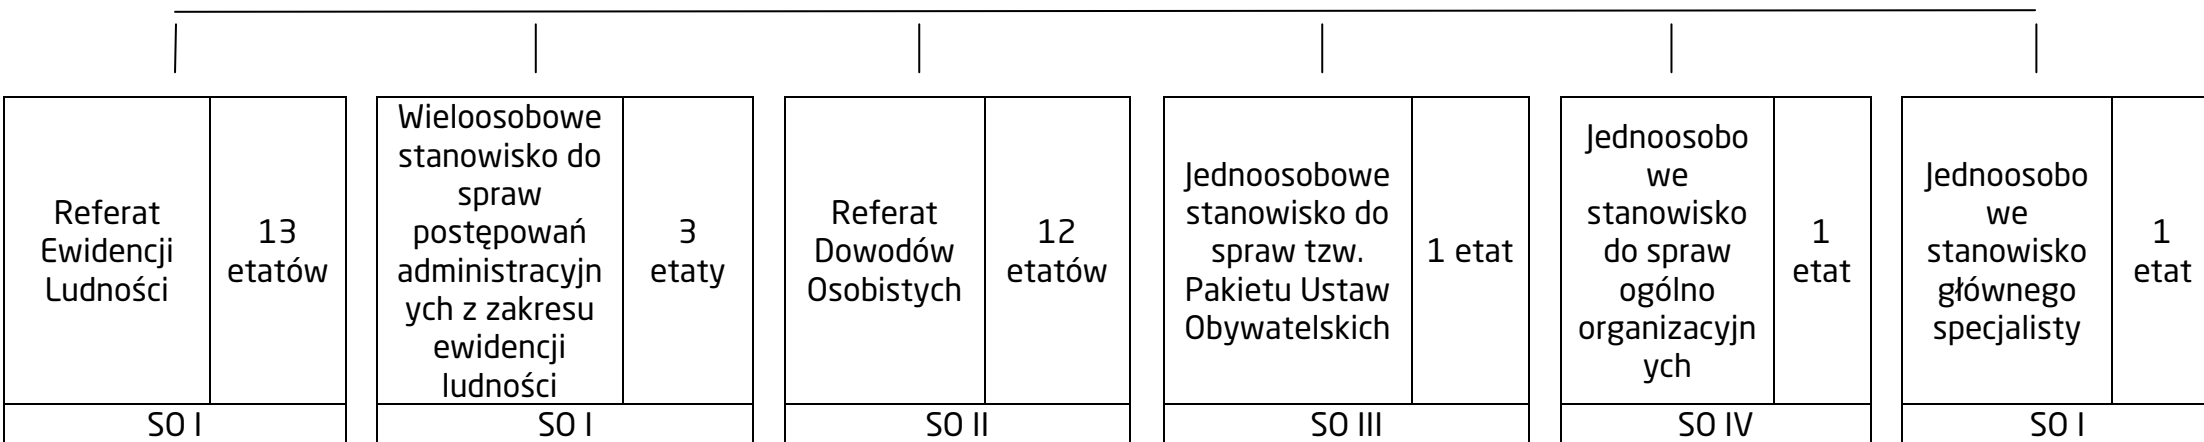 Referat
Ewidencji
Ludności
13
etatów
SO I
Wieloosobowe
stanowisko do
spraw
postępowań
administracyjn
ych z zakresu
ewidencji
ludności
3
etaty
SO I
Referat
Dowodów
Osobistych
12
etatów
SO II
Jednoosobowe
stanowisko do
spraw tzw.
Pakietu Ustaw
Obywatelskich
1 etat
SO III
Jednoosobo
we
stanowisko
do spraw
ogólno
organizacyjn
ych
1
etat
SO IV
Jednoosobo
we
stanowisko
głównego
specjalisty
1
etat
SO I